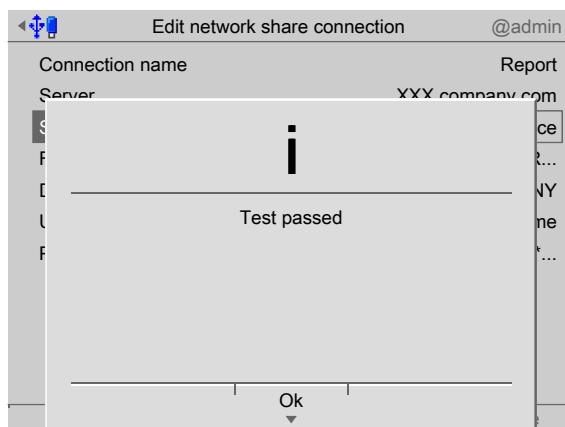 Edit network share connection @admin
Connection name Report
Server XXX.company.com
i
Test passed
Ok